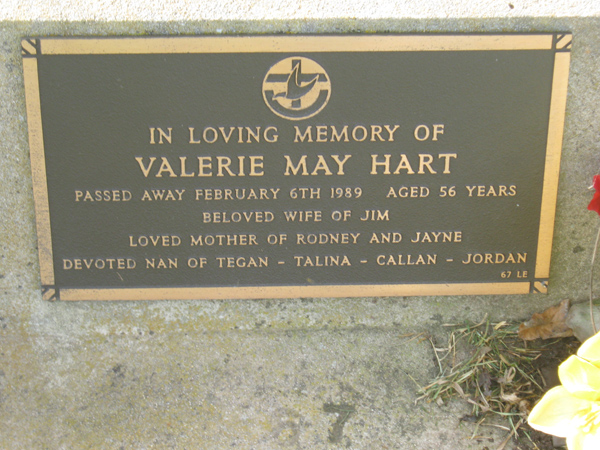 IN LOVING MEMORY OF
VALERIE MAY HART
PASSED AWAY FEBRUARY 6TH 1989 AGED 56 YEARS
BELOVED WIFE OF JIM
LOVED MOTHER OF RODNEY AND JAYNE
DEVOTED NAN OF TEGAN - TALINA - CALLAN - JORDAN
67 LE
7